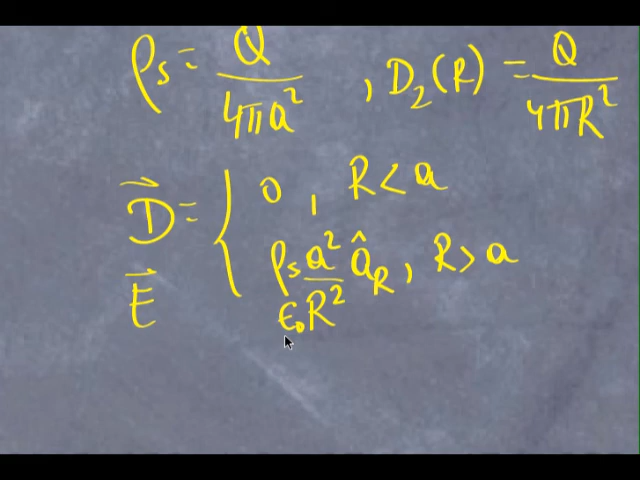 ρs = Q / 4πa² , D₂(R) = Q / 4πR²
D⃗ = { 0 , R < a
E⃗ ρs a² / ϵ₀R² âR , R > a